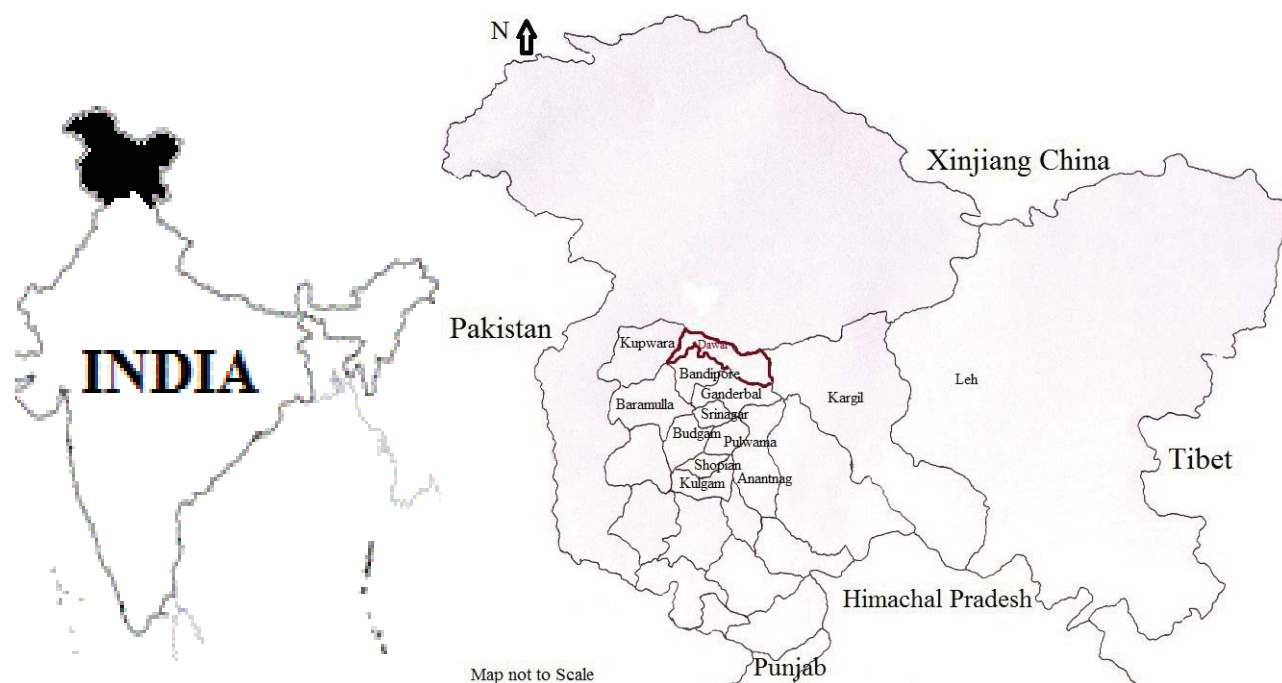 N
Xinjiang China
Pakistan
Kupwara
Dawar
Bandipore
INDIA
Ganderbal
Leh
Kargil
Baramulla
Srinagar
Budgam
Pulwama
Tibet
Shopian
Anantnag
Kulgam
Himachal Pradesh
Punjab
Map not to Scale